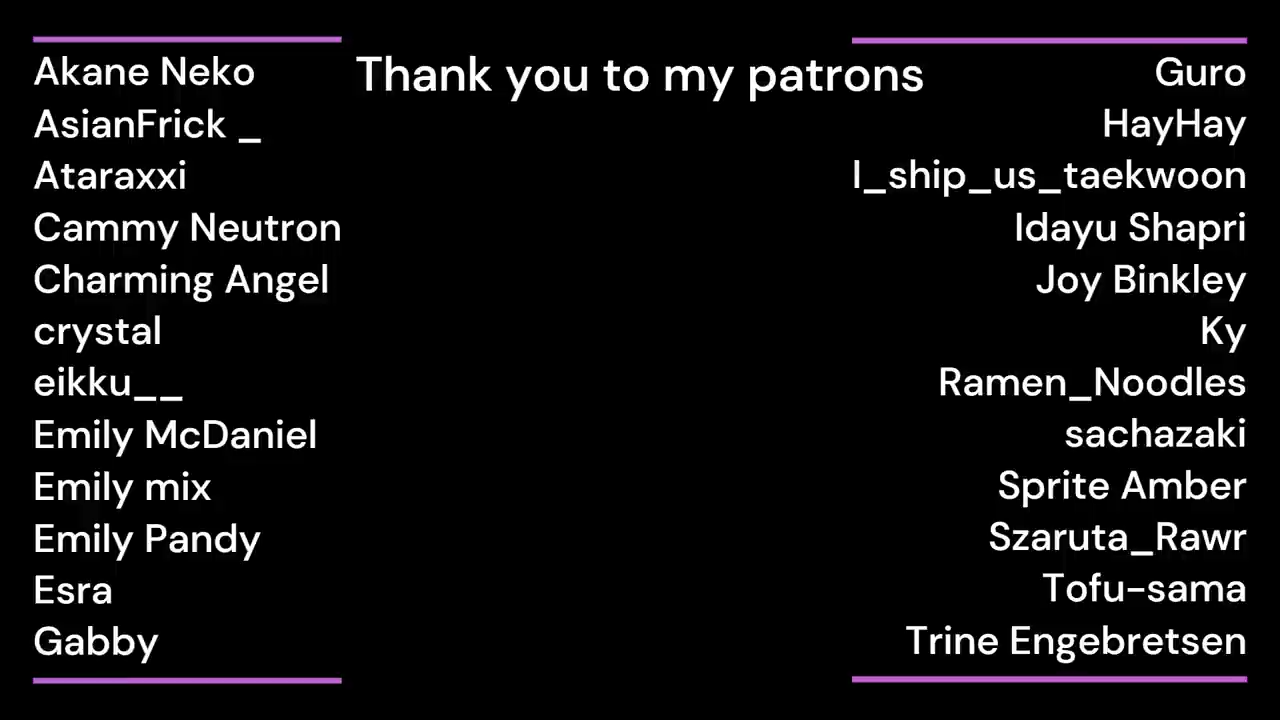 Thank you to my patrons
Akane Neko
AsianFrick _
Ataraxxi
Cammy Neutron
Charming Angel
crystal
eikku__
Emily McDaniel
Emily mix
Emily Pandy
Esra
Gabby
Guro
HayHay
I_ship_us_taekwoon
Idayu Shapri
Joy Binkley
Ky
Ramen_Noodles
sachazaki
Sprite Amber
Szaruta_Rawr
Tofu-sama
Trine Engebretsen